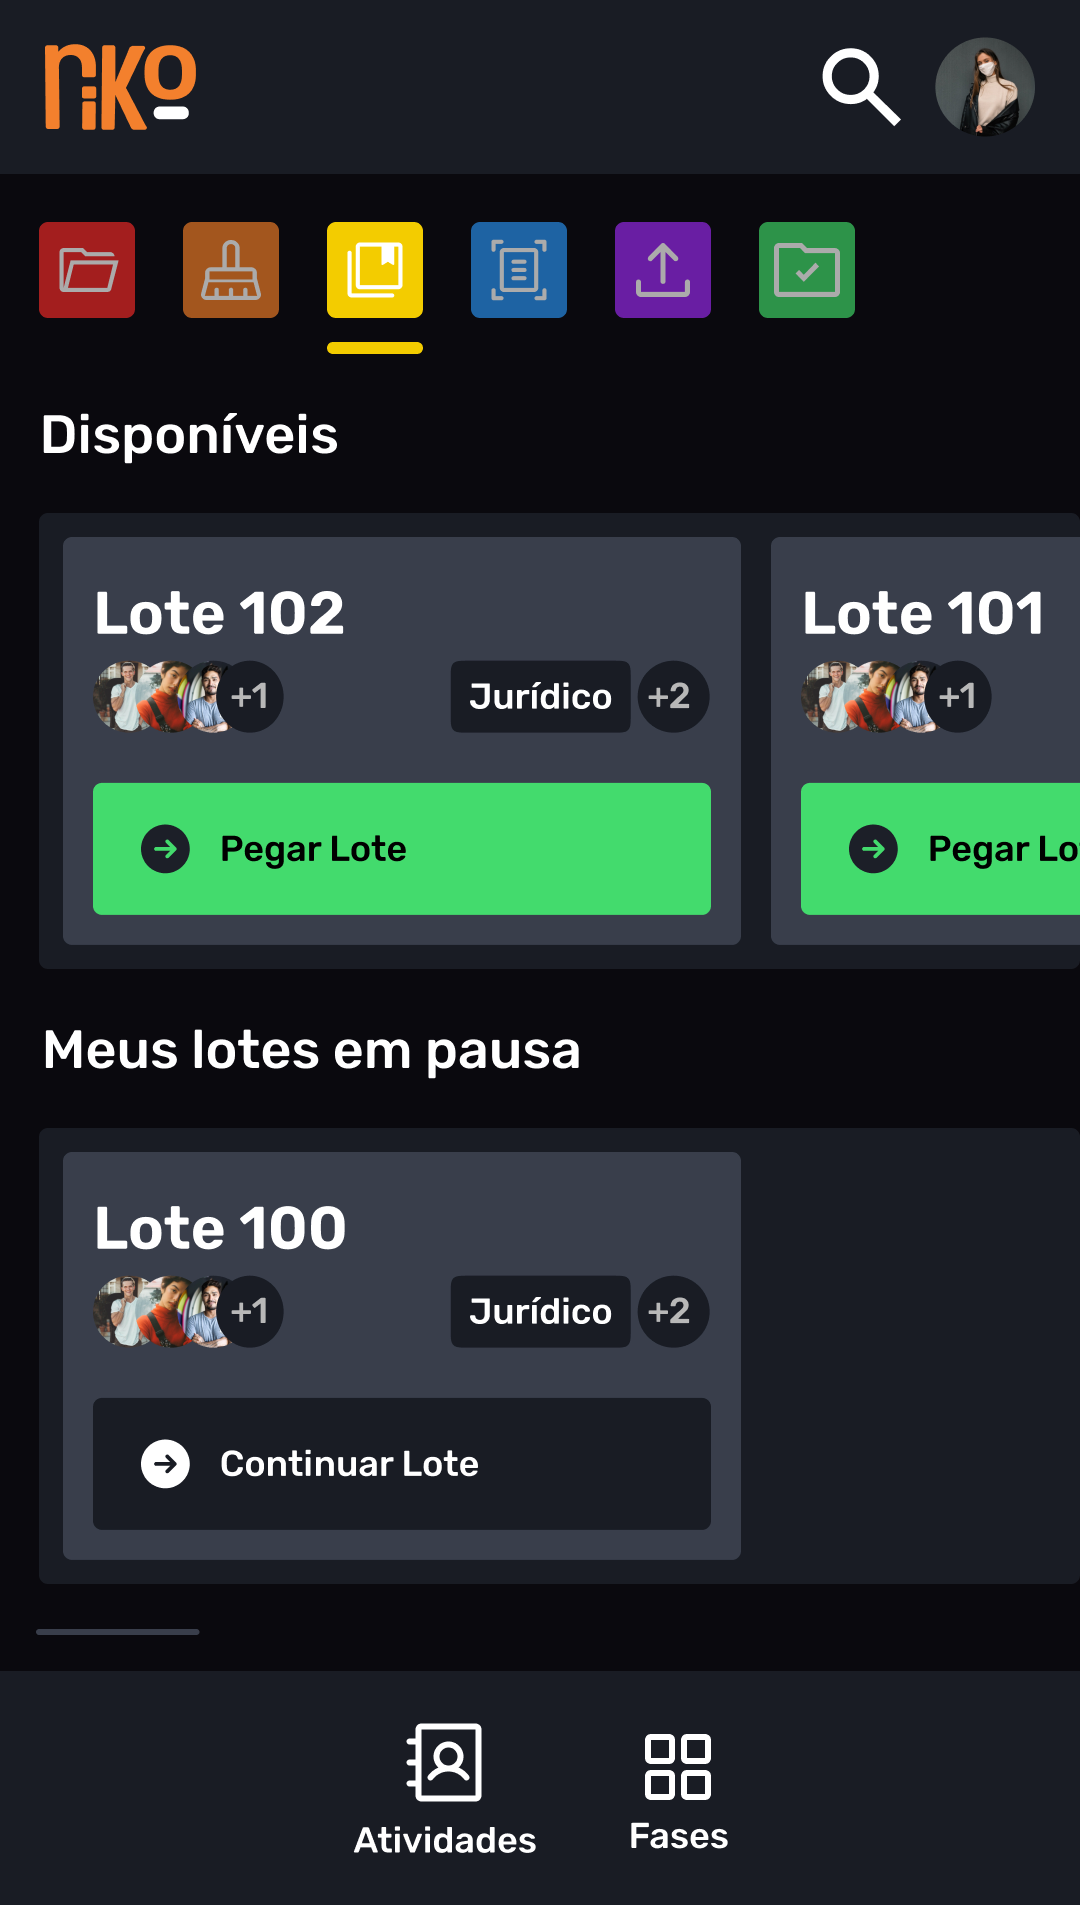 niko
Disponíveis
Lote 102
+1
Jurídico
+2
Pegar Lote
Lote 101
+1
Pegar Lo
Meus lotes em pausa
Lote 100
+1
Jurídico
+2
Continuar Lote
Atividades
Fases